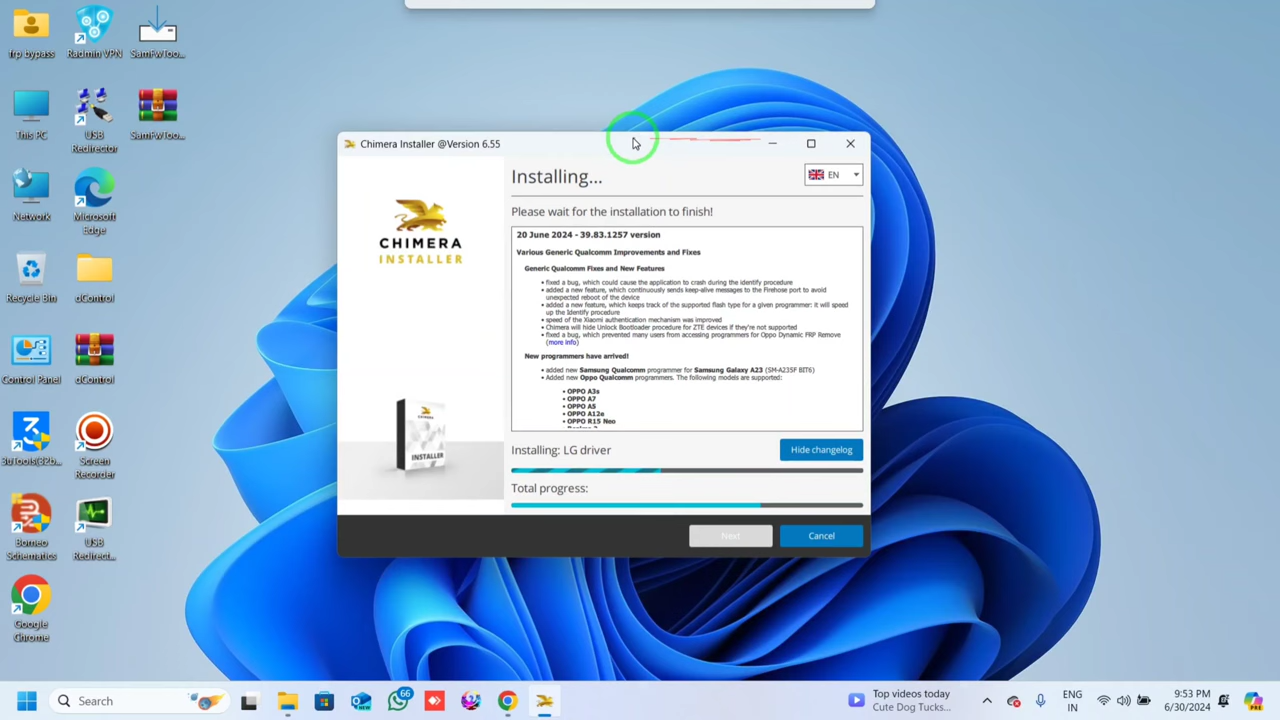 frp bypass
Radmin VPN
SamFwToo...
This PC
USB
Redirector
SamFwToo...
Network
Microsoft
Edge
Recycle Bin
dControl
Control Panel
dControl
3uTools(32b...
Screen
Recorder
Borneo
Schematics
USB
Redirect...
Google
Chrome
Chimera Installer @Version 6.55
CHIMERA
INSTALLER
CHIMERA
INSTALLER
Installing...
EN
Please wait for the installation to finish!
20 June 2024 - 39.83.1257 version
Various Generic Qualcomm Improvements and Fixes
Generic Qualcomm Fixes and New Features
• fixed a bug, which could cause the application to crash during the identify procedure
• added a new feature, which continuously sends keep-alive messages to the Firehose port to avoid
unexpected reboot of the device
• added a new feature, which keeps track of the supported flash type for a given programmer: it will speed
up the Identify procedure
• speed of the Xiaomi authentication mechanism was improved
• Chimera will hide Unlock Bootloader procedure for ZTE devices if they're not supported
• fixed a bug, which prevented many users from accessing programmers for Oppo Dynamic FRP Remove
(more info)
New programmers have arrived!
• added new Samsung Qualcomm programmer for Samsung Galaxy A23 (SM-A235F BIT6)
• Added new Oppo Qualcomm programmers. The following models are supported:
• OPPO A3s
• OPPO A7
• OPPO A5
• OPPO A12e
• OPPO R15 Neo
Installing: LG driver
Hide changelog
Total progress:
Next
Cancel
Search
66
Top videos today
Cute Dog Tucks...
ENG
IN
9:53 PM
6/30/2024
PRE